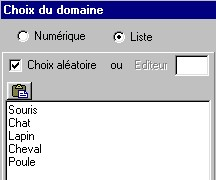 Choix du domaine
Numérique Liste
Choix aléatoire ou Editeur
Souris
Chat
Lapin
Cheval
Poule